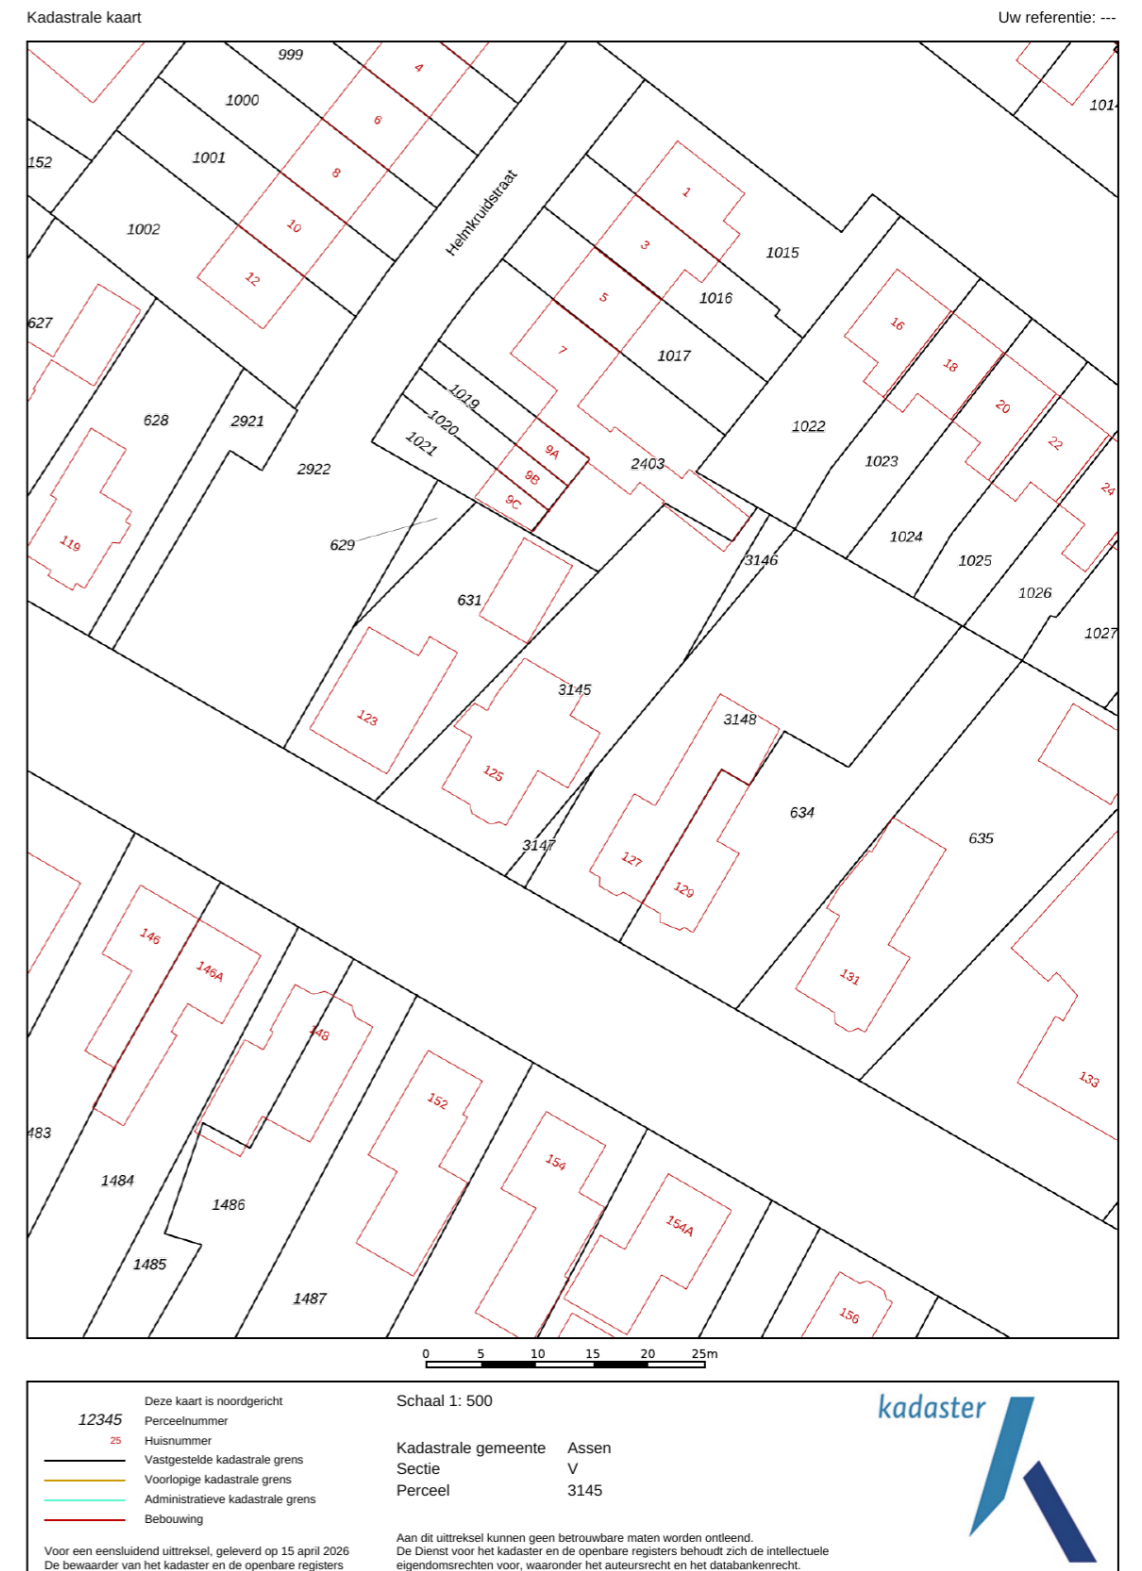 Kadastrale kaart
Uw referentie: ---
999
4
1000
6
1014
152
1001
8
Helmkruidstraat
1
1002
10
3
1015
12
5
1016
627
16
7
1017
18
1019
20
628
2921
1020
1022
22
1021
9A
2922
9B
2403
1023
24
9C
119
629
1024
3146
1025
631
1026
1027
3145
123
3148
125
634
635
3147
127
129
146
146A
131
148
133
152
483
154
1484
1486
154A
1485
1487
156
0 5 10 15 20 25m
Deze kaart is noordgericht
12345 Perceelnummer
25 Huisnummer
Vastgestelde kadastrale grens
Voorlopige kadastrale grens
Administratieve kadastrale grens
Bebouwing
Voor een eensluidend uittreksel, geleverd op 15 april 2026
De bewaarder van het kadaster en de openbare registers
Schaal 1: 500
Kadastrale gemeente Assen
Sectie V
Perceel 3145
Aan dit uittreksel kunnen geen betrouwbare maten worden ontleend.
De Dienst voor het kadaster en de openbare registers behoudt zich de intellectuele
eigendomsrechten voor, waaronder het auteursrecht en het databankenrecht.
kadaster